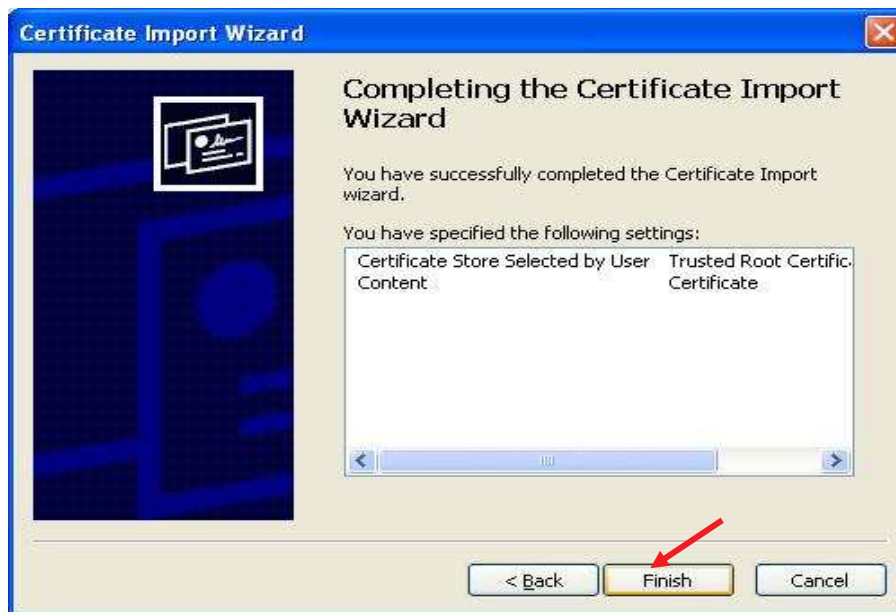 Certificate Import Wizard
Completing the Certificate Import
Wizard
You have successfully completed the Certificate Import
wizard.
You have specified the following settings:
Certificate Store Selected by User Trusted Root Certific
Content Certificate
< Back Finish Cancel